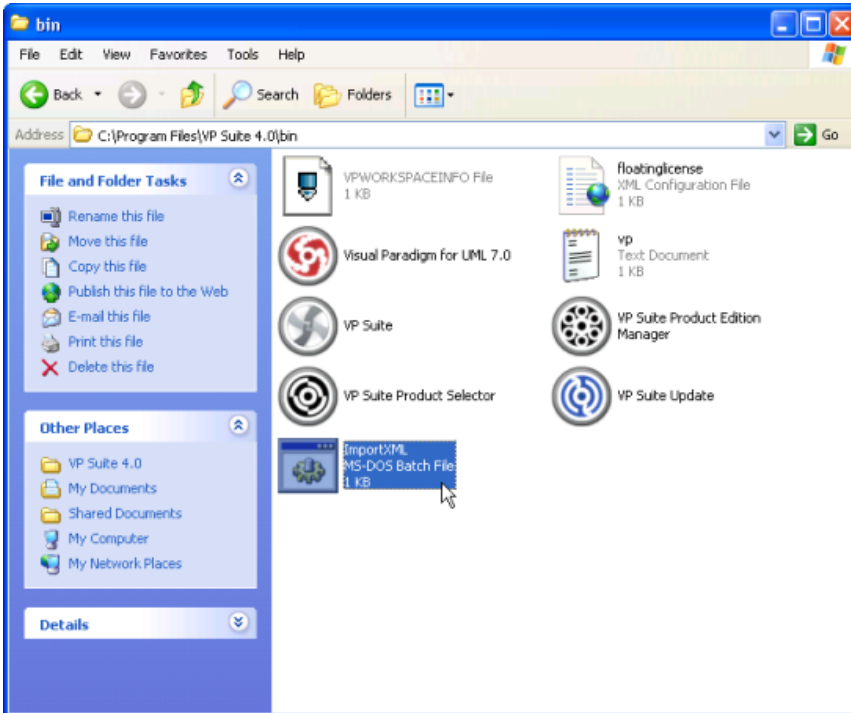 bin
File Edit View Favorites Tools Help
Back Search Folders
Address C:\Program Files\VP Suite 4.0\bin Go
File and Folder Tasks
Rename this file
Move this file
Copy this file
Publish this file to the Web
E-mail this file
Print this file
Delete this file
Other Places
VP Suite 4.0
My Documents
Shared Documents
My Computer
My Network Places
Details
VPWORKSPACEINFO File
1 KB
floatinglicense
XML Configuration File
1 KB
Visual Paradigm for UML 7.0
vp
Text Document
1 KB
VP Suite
VP Suite Product Edition
Manager
VP Suite Product Selector
VP Suite Update
ImportXML
MS-DOS Batch File
1 KB